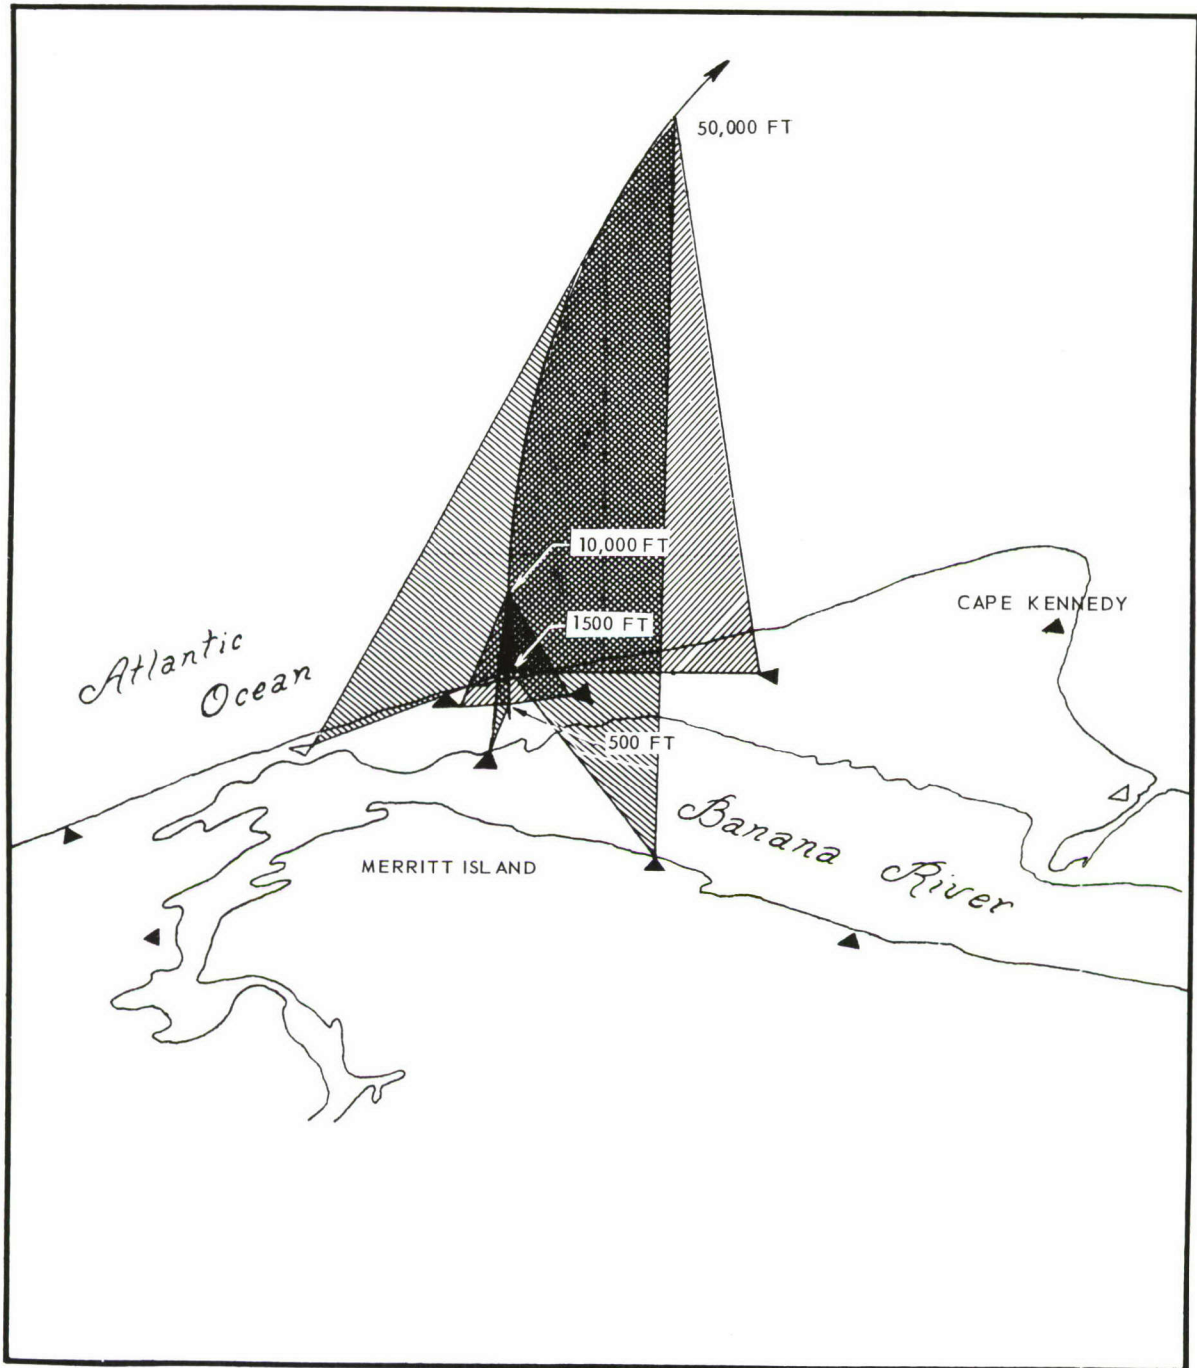 50,000 FT
10,000 FT
CAPE KENNEDY
1500 FT
Atlantic
Ocean
500 FT
Banana River
MERRITT ISLAND